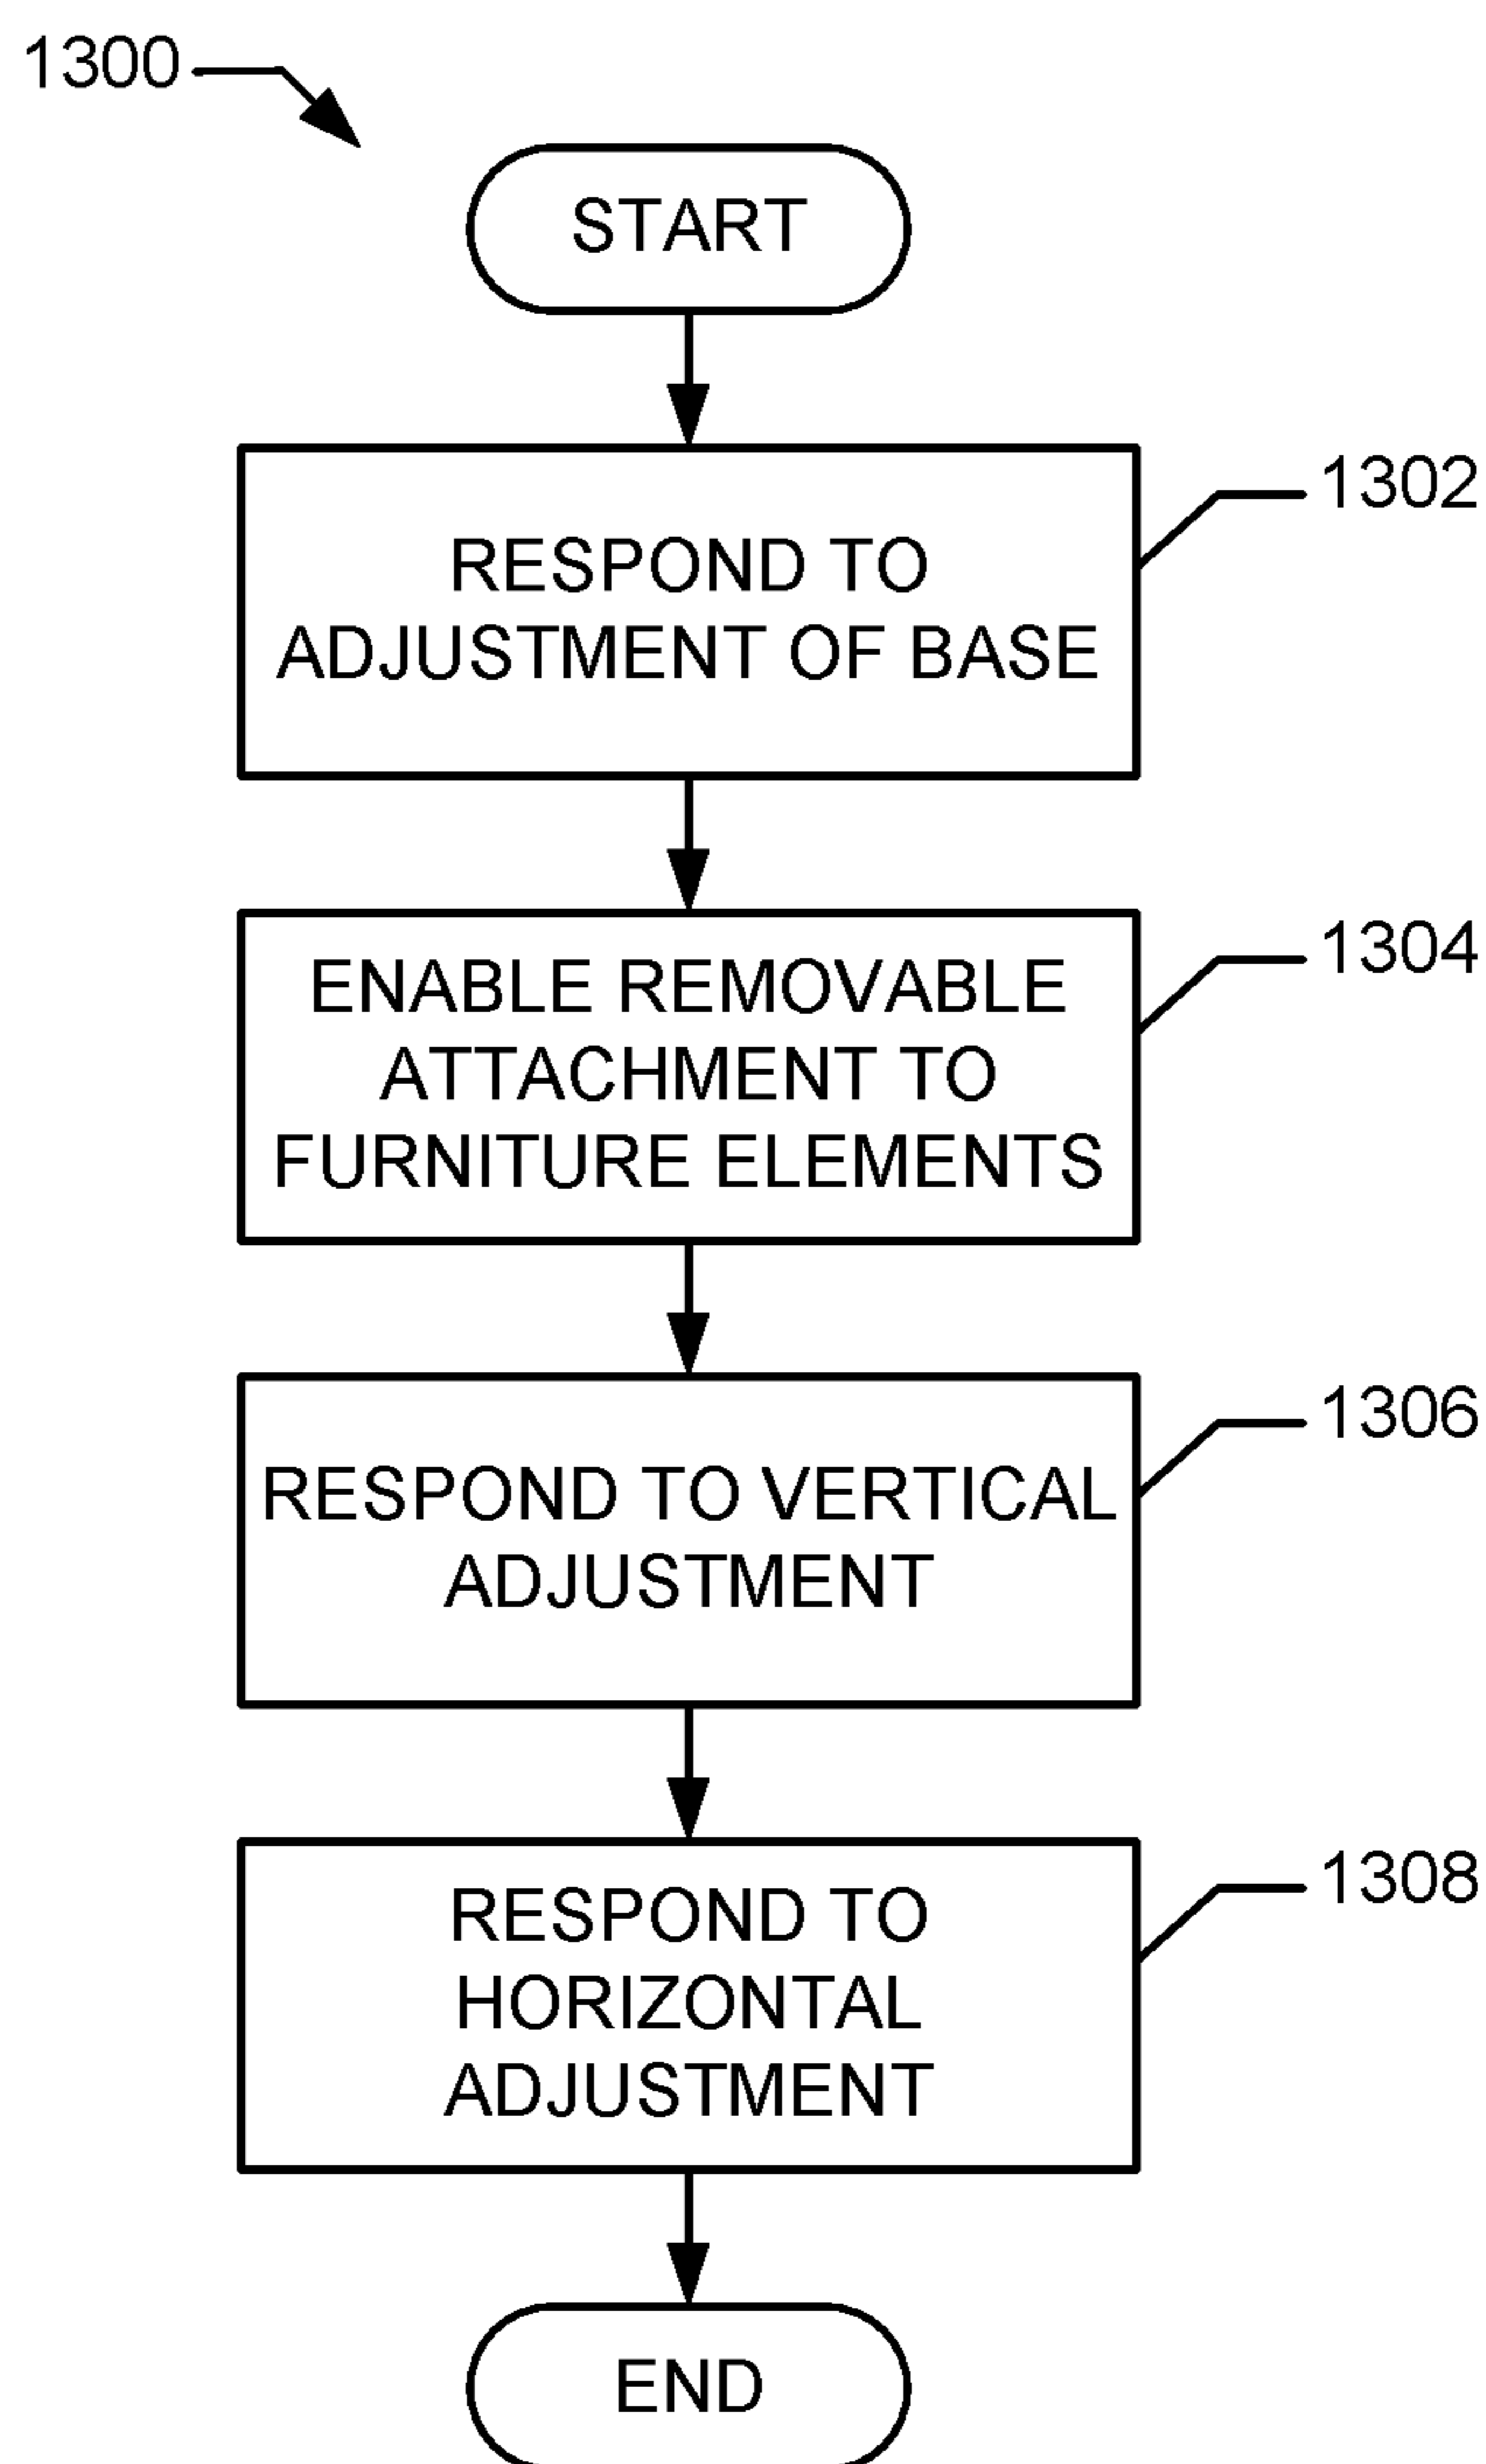 1300
START
1302
RESPOND TO
ADJUSTMENT OF BASE
1304
ENABLE REMOVABLE
ATTACHMENT TO
FURNITURE ELEMENTS
1306
RESPOND TO VERTICAL
ADJUSTMENT
1308
RESPOND TO
HORIZONTAL
ADJUSTMENT
END